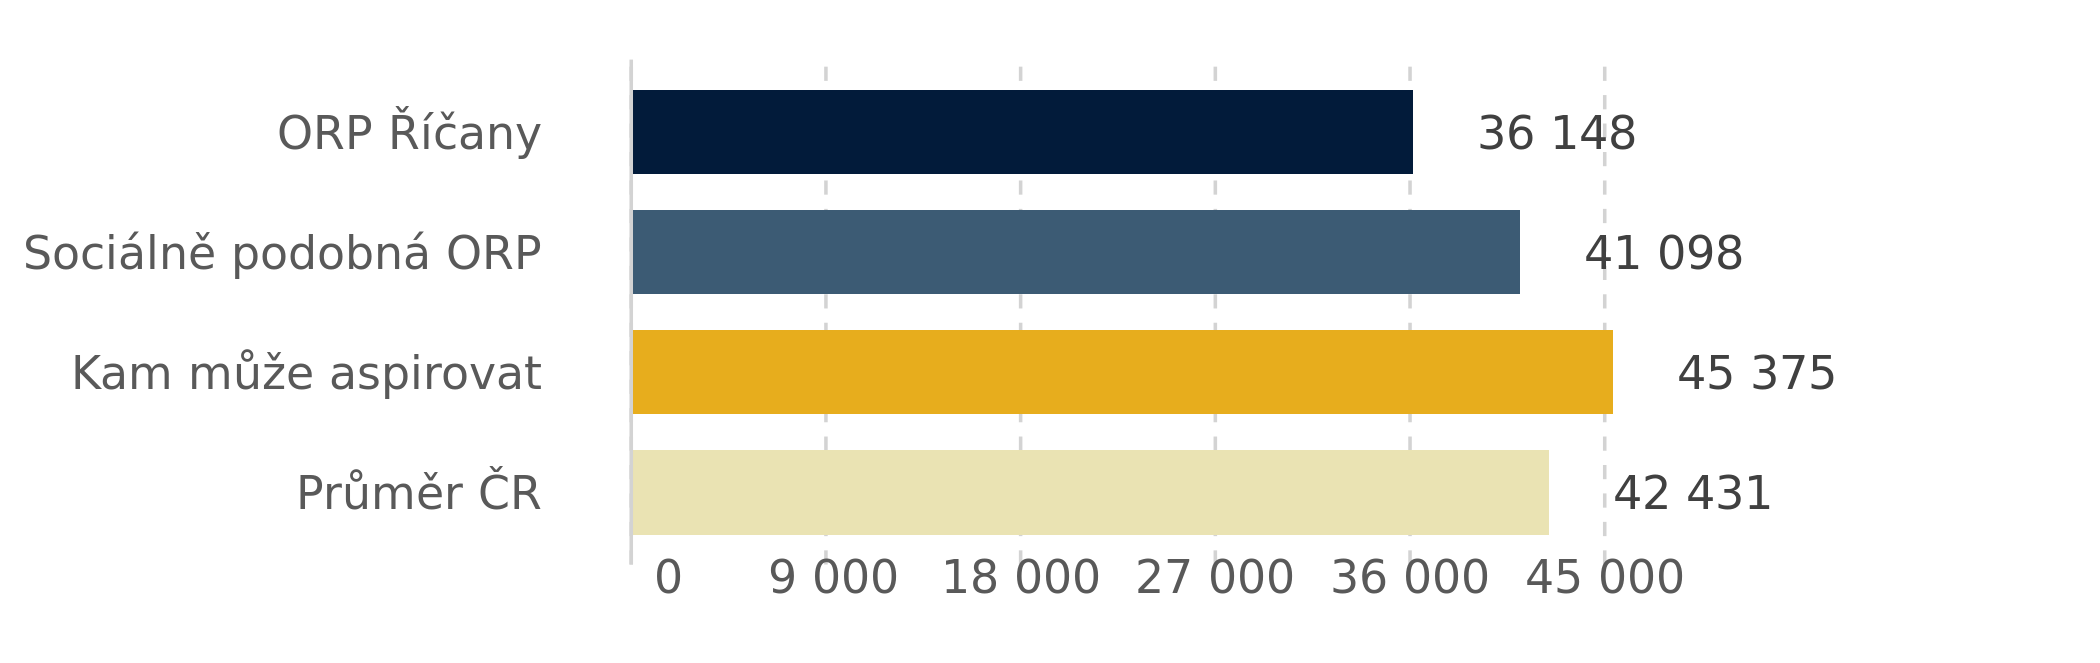 ORP Říčany 36 148
Sociálně podobná ORP 41 098
Kam může aspirovat 45 375
Průměr ČR 42 431
0 9 000 18 000 27 000 36 000 45 000